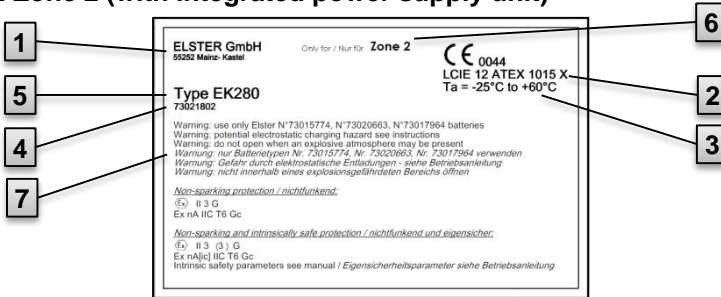 Zone 2 (with integrated power supply unit)
1
ELSTER GmbH
55252 Mainz- Kastel
Only for / Nur für Zone 2
6
CE 0044
LCIE 12 ATEX 1015 X
Ta = -25°C to +60°C
2
3
5
Type EK280
73021802
4
7
Warning: use only Elster N°73015774, N°73020663, N°73017964 batteries
Warning: potential electrostatic charging hazard see instructions
Warning: do not open when an explosive atmosphere may be present
Warnung: nur Batterietypen Nr. 73015774, Nr. 73020663, Nr. 73017964 verwenden
Warnung: Gefahr durch elektrostatische Entladungen - siehe Betriebsanleitung
Warnung: nicht innerhalb eines explosionsgefährdeten Bereichs öffnen
Non-sparking protection / nichtfunkend:
Ex II 3 G
Ex nA IIC T6 Gc
Non-sparking and intrinsically safe protection / nichtfunkend und eigensicher:
Ex II 3 (3) G
Ex nA[ic] IIC T6 Gc
Intrinsic safety parameters see manual / Eigensicherheitsparameter siehe Betriebsanleitung